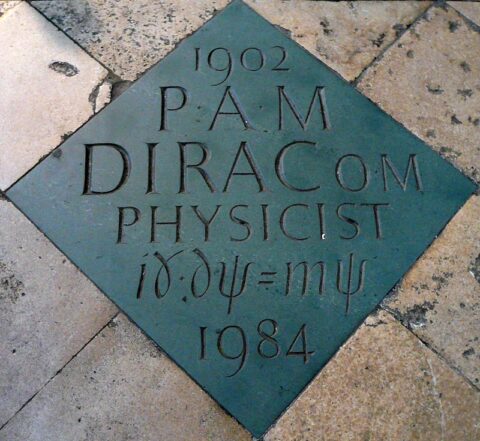 1902
P·A·M
DIRAC OM
PHYSICIST
iγ·∂ψ=mψ
1984